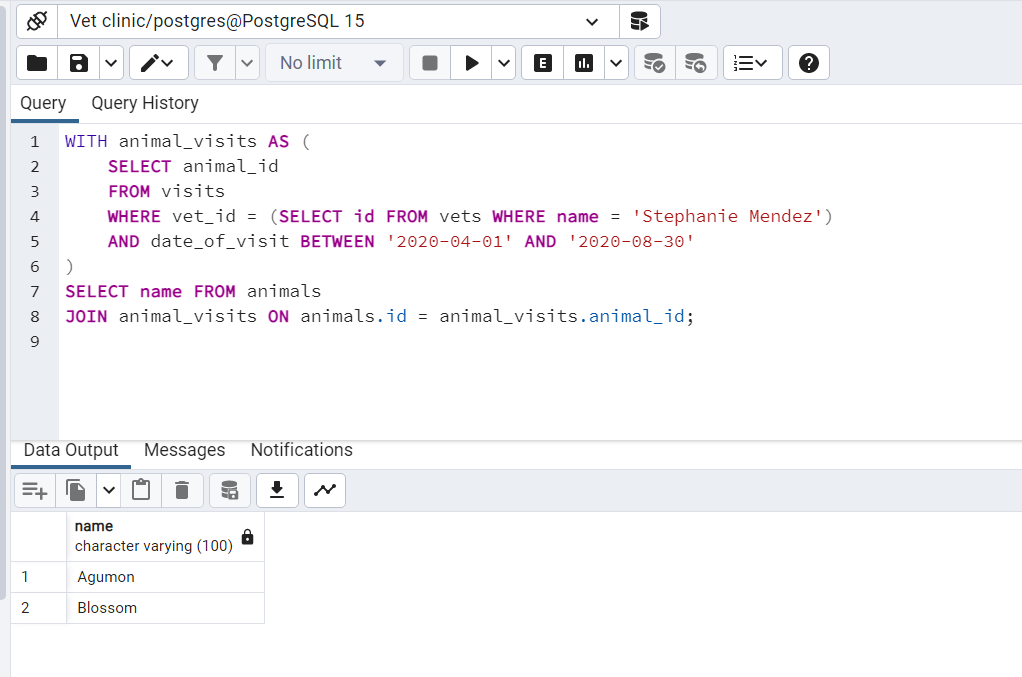 Vet clinic/postgres@PostgreSQL 15
No limit
E
Query Query History
1 WITH animal_visits AS (
2     SELECT animal_id
3     FROM visits
4     WHERE vet_id = (SELECT id FROM vets WHERE name = 'Stephanie Mendez')
5     AND date_of_visit BETWEEN '2020-04-01' AND '2020-08-30'
6 )
7 SELECT name FROM animals
8 JOIN animal_visits ON animals.id = animal_visits.animal_id;
9
Data Output Messages Notifications
name
character varying (100)
1 Agumon
2 Blossom